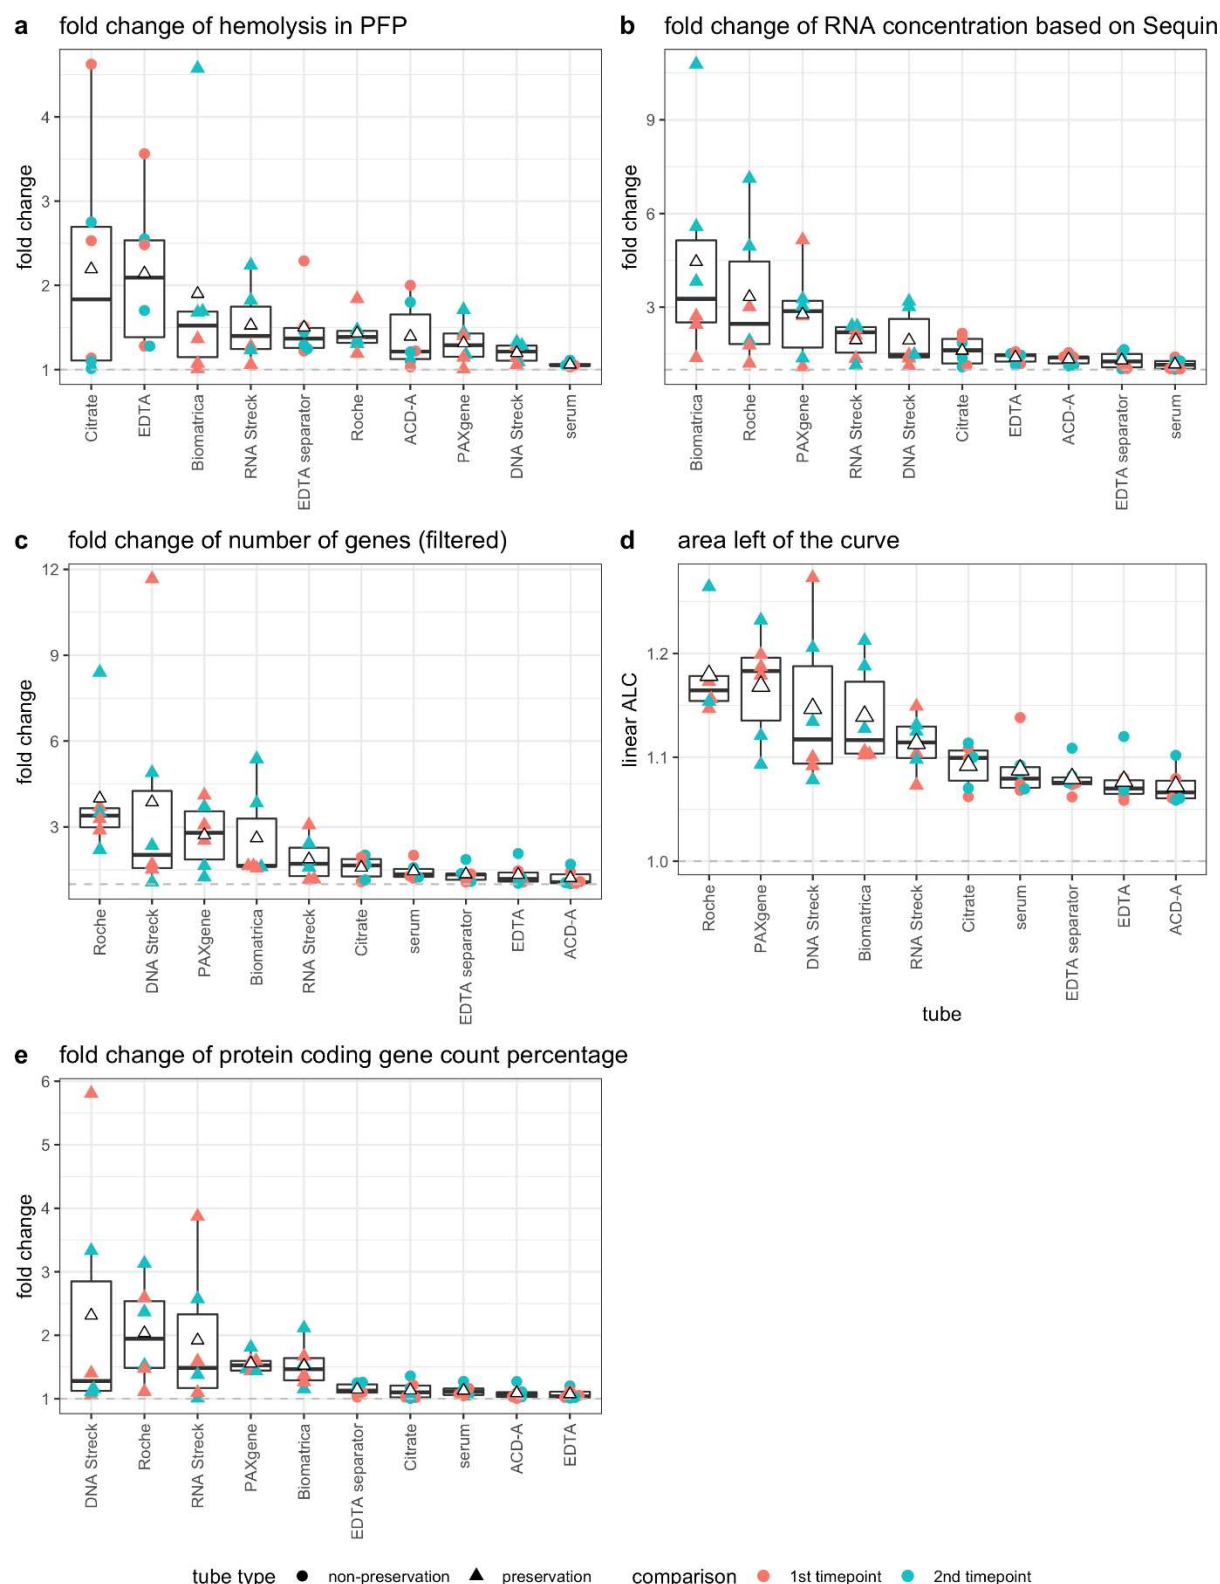 a fold change of hemolysis in PFP
fold change
4
3
2
1
Citrate
EDTA
Biomatrica
RNA Streck
EDTA separator
Roche
ACD-A
PAXgene
DNA Streck
serum
b fold change of RNA concentration based on Sequin
fold change
9
6
3
Biomatrica
Roche
PAXgene
RNA Streck
DNA Streck
Citrate
EDTA
ACD-A
EDTA separator
serum
c fold change of number of genes (filtered)
fold change
12
9
6
3
Roche
DNA Streck
PAXgene
Biomatrica
RNA Streck
Citrate
serum
EDTA separator
EDTA
ACD-A
d area left of the curve
linear ALC
1.2
1.1
1.0
Roche
PAXgene
DNA Streck
Biomatrica
RNA Streck
Citrate
serum
EDTA separator
EDTA
ACD-A
tube
e fold change of protein coding gene count percentage
fold change
6
5
4
3
2
1
DNA Streck
Roche
RNA Streck
PAXgene
Biomatrica
EDTA separator
Citrate
serum
ACD-A
EDTA
tube type non-preservation preservation comparison 1st timepoint 2nd timepoint